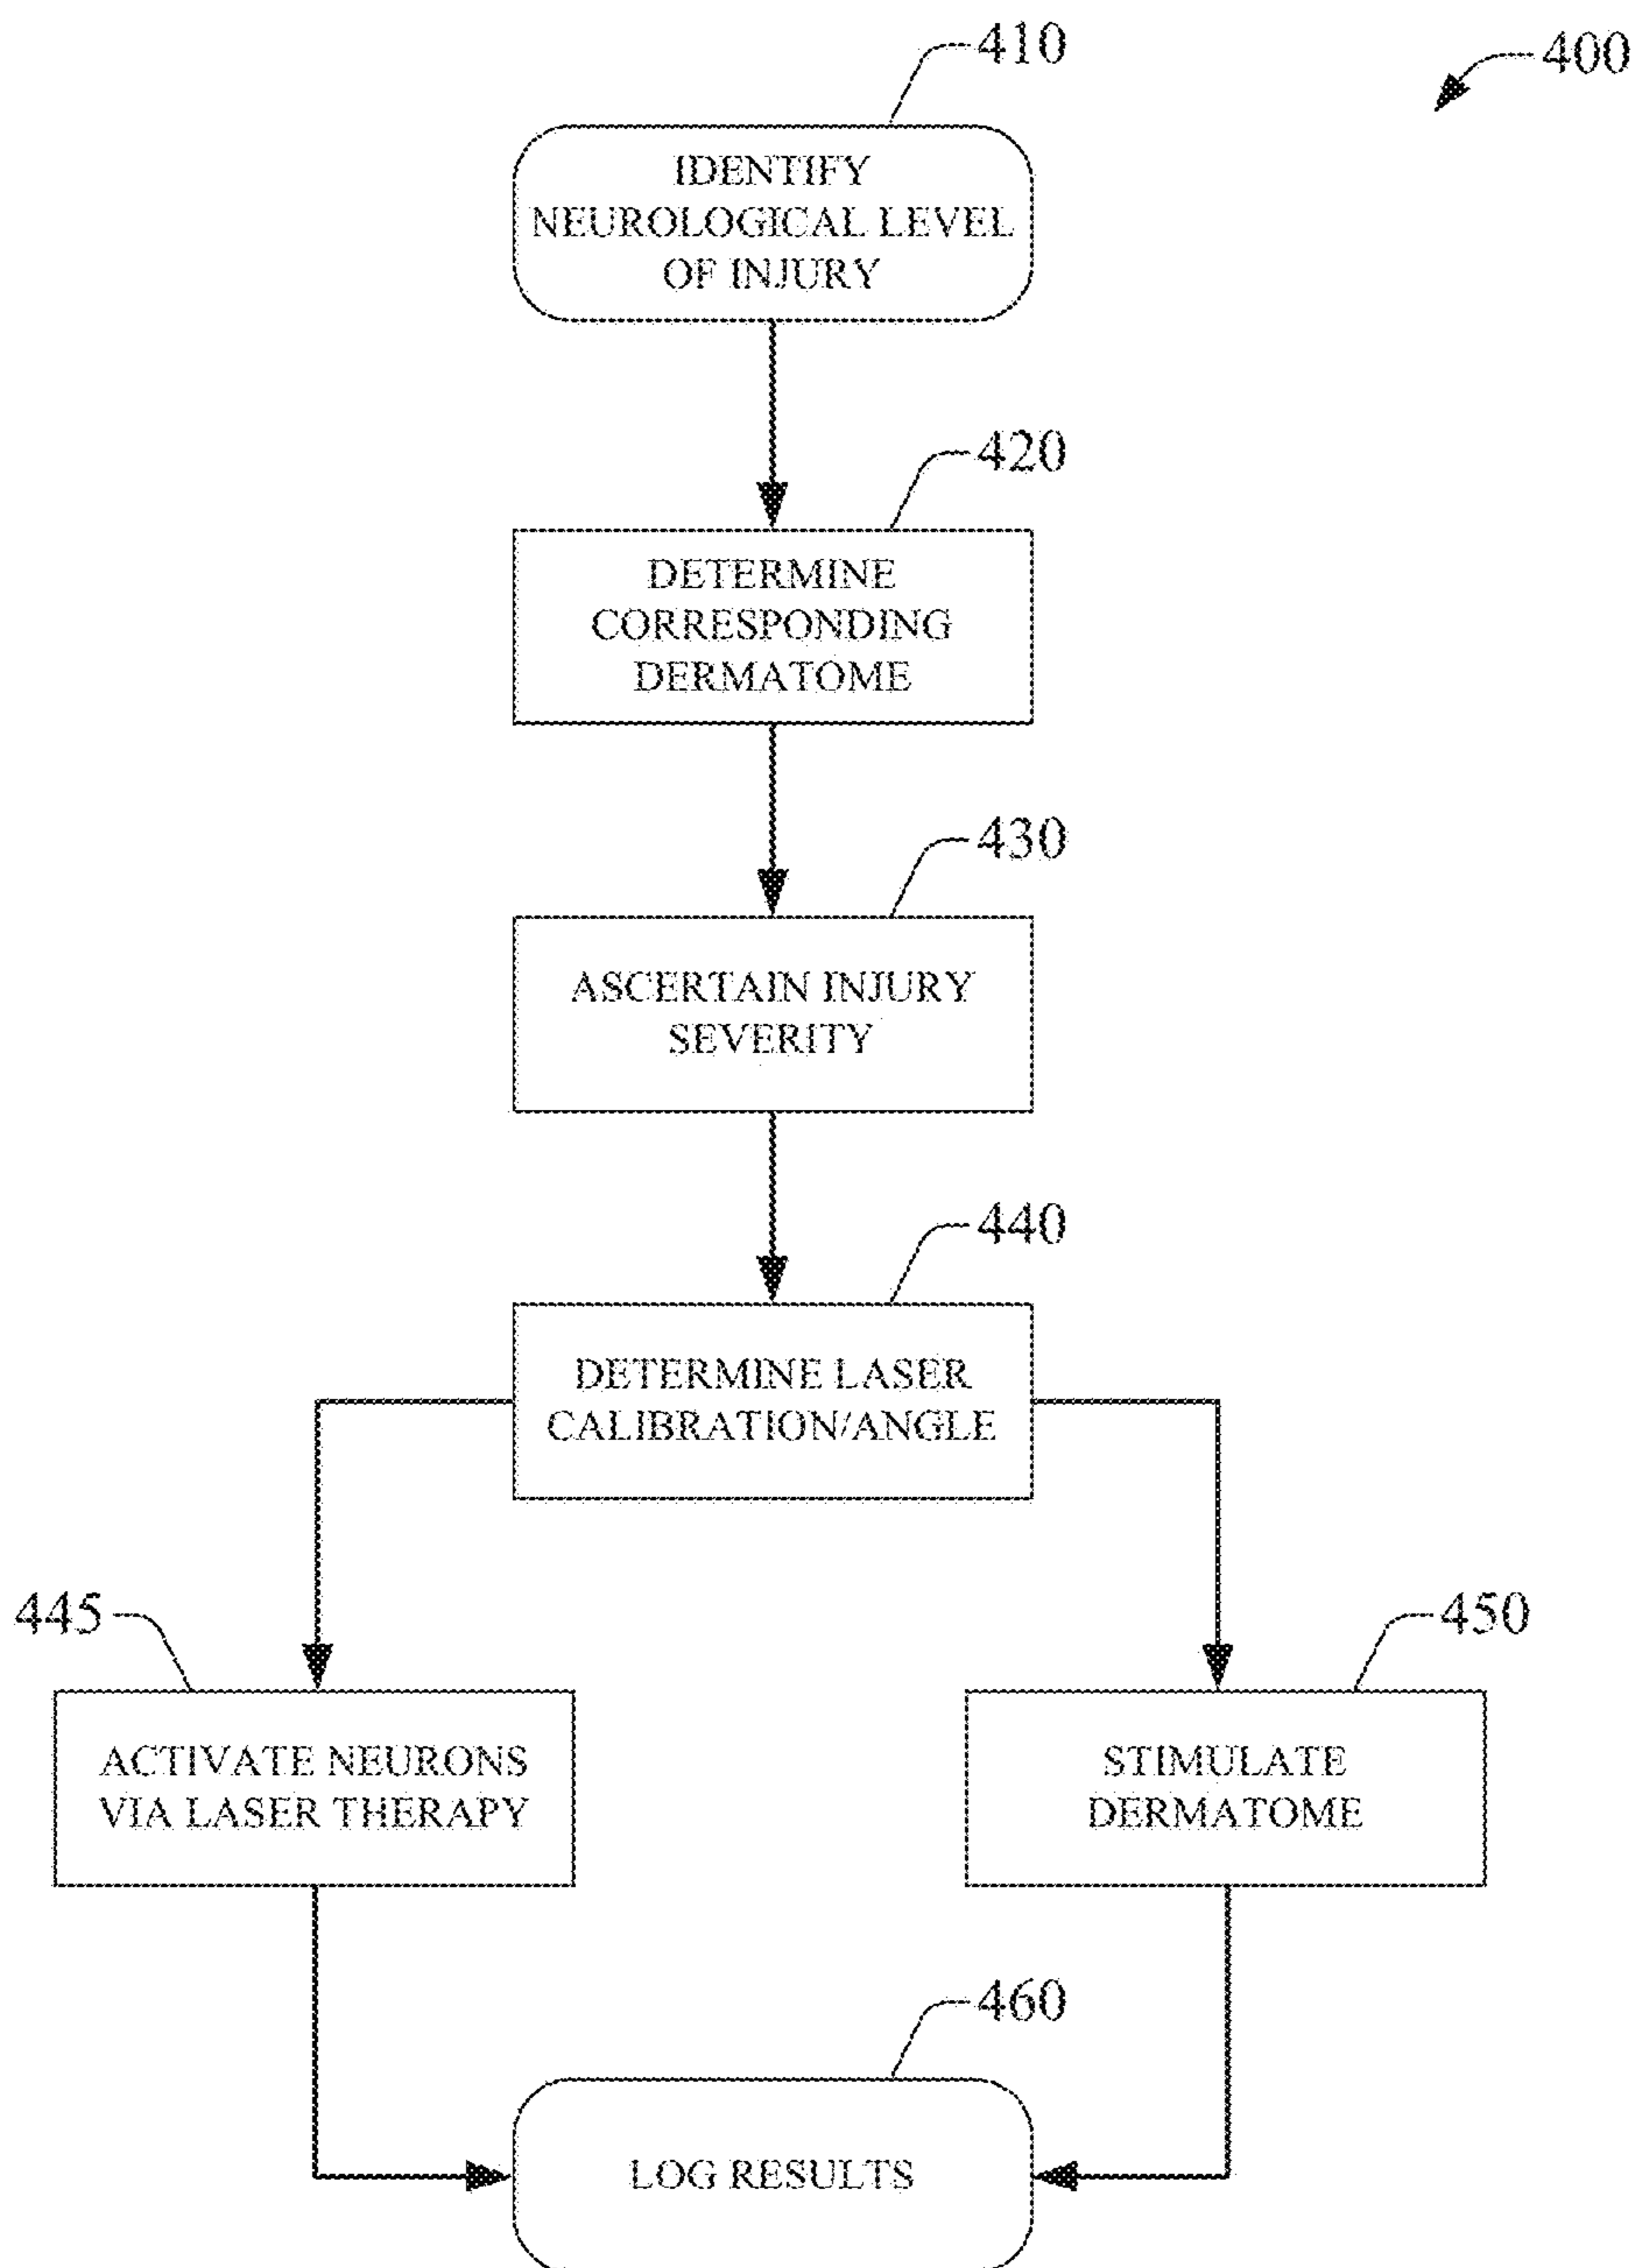 410
400
IDENTIFY
NEUROLOGICAL LEVEL
OF INJURY
420
DETERMINE
CORRESPONDING
DERMATOME
430
ASCERTAIN INJURY
SEVERITY
440
DETERMINE LASER
CALIBRATION/ANGLE
445
450
ACTIVATE NEURONS
VIA LASER THERAPY
STIMULATE
DERMATOME
460
LOG RESULTS